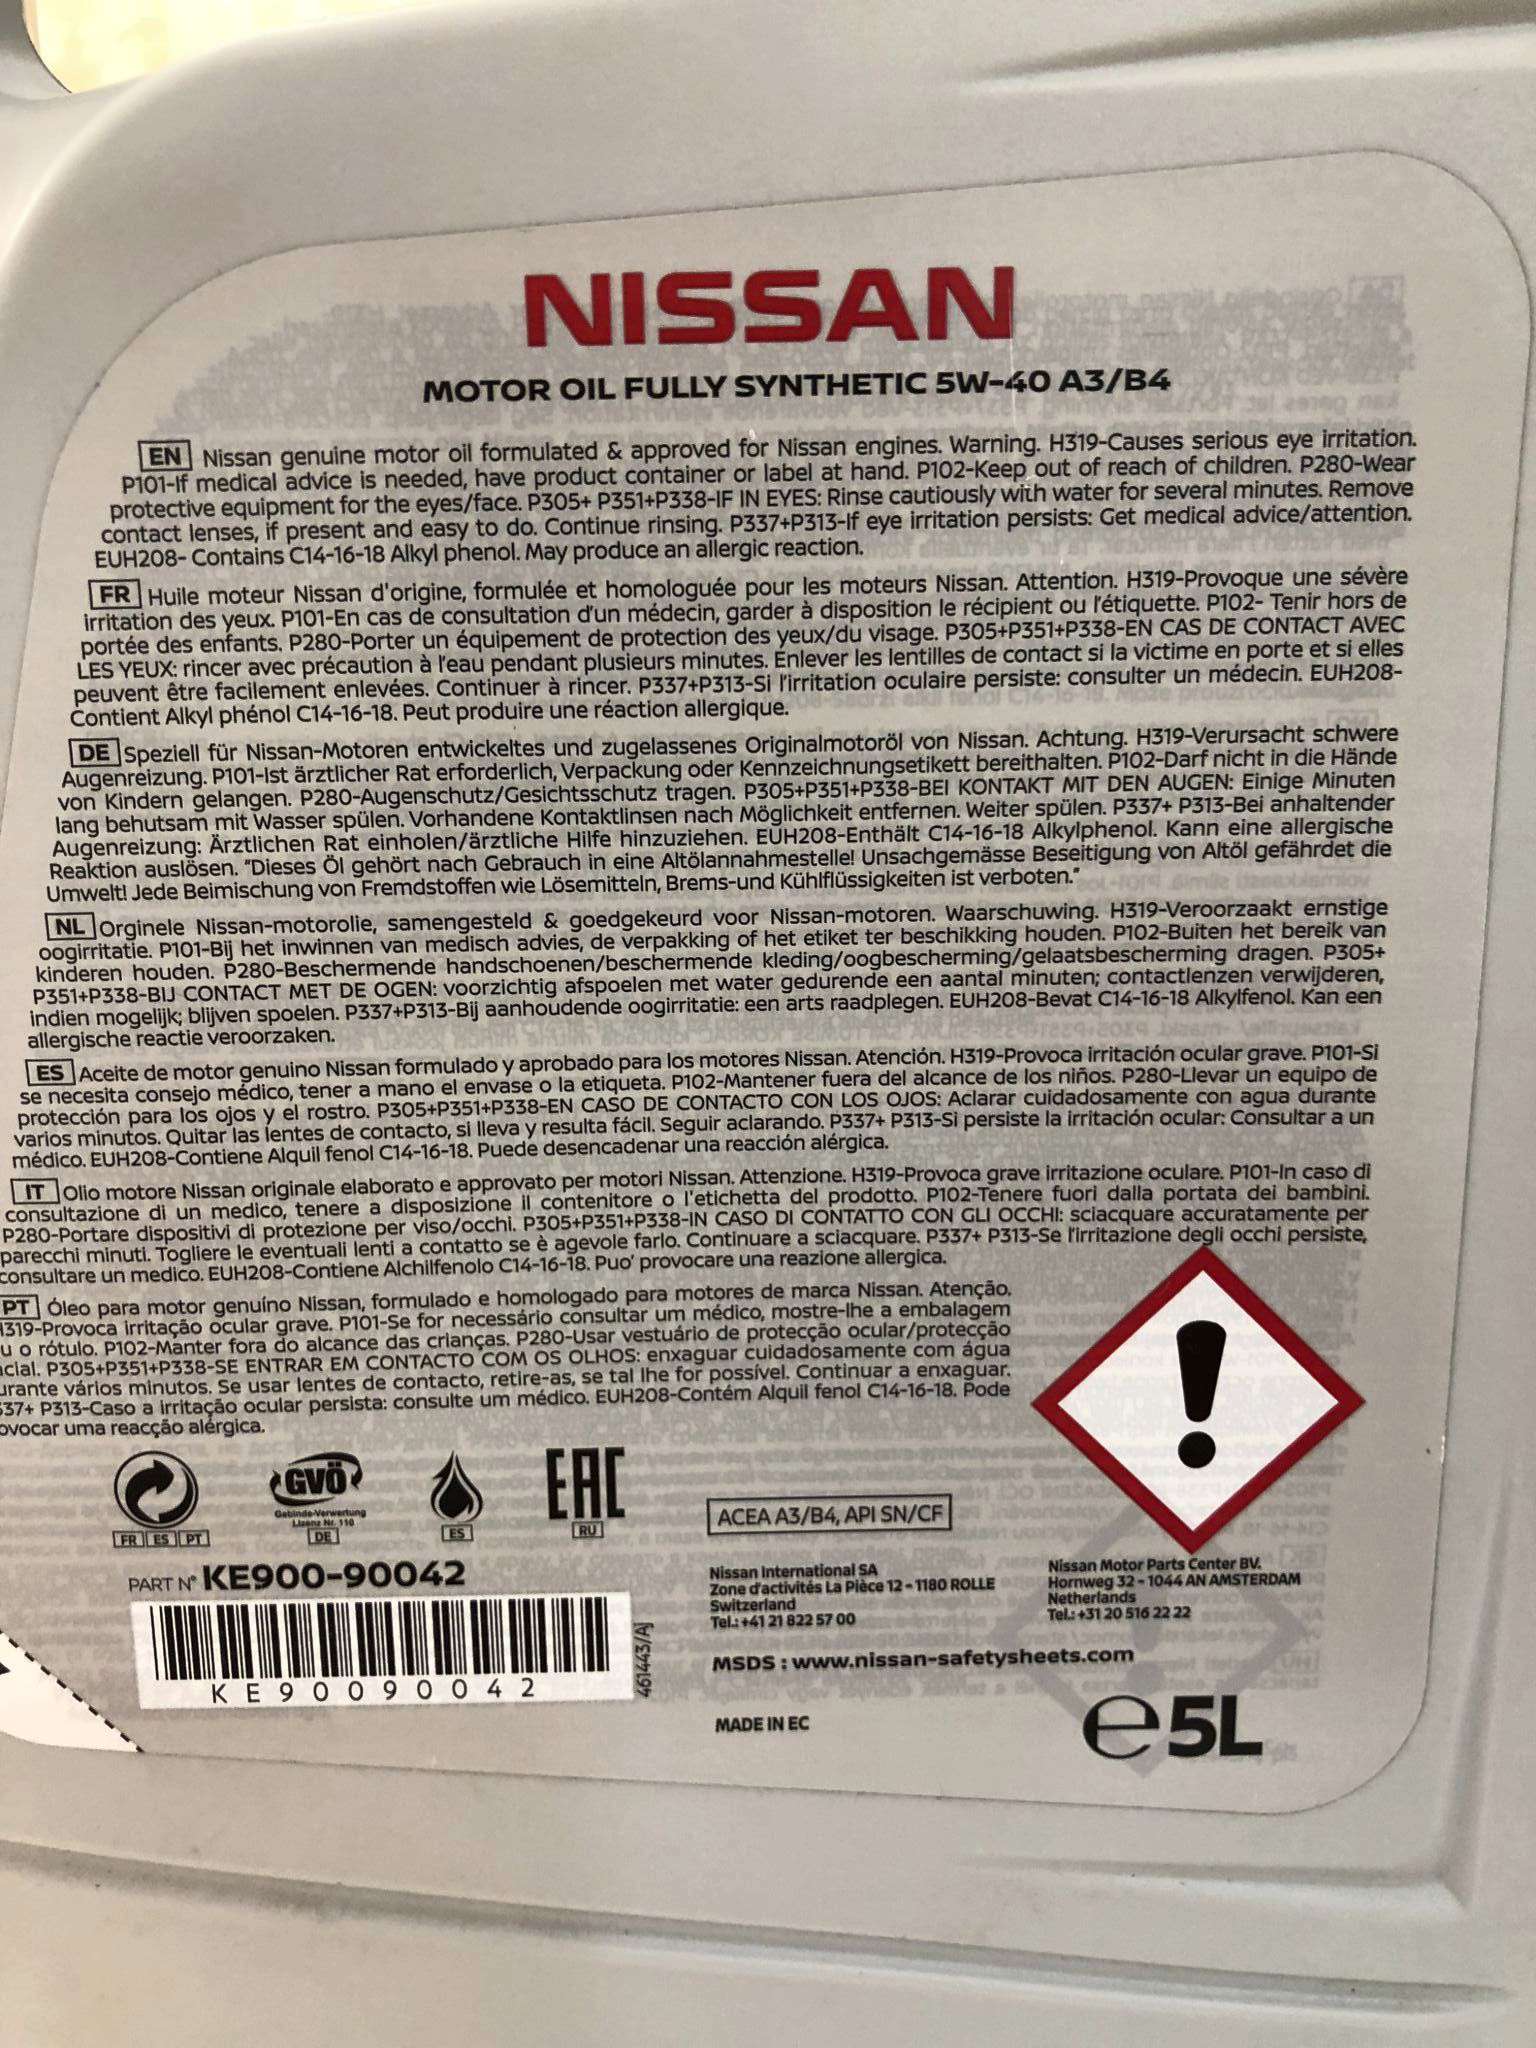 NISSAN
MOTOR OIL FULLY SYNTHETIC 5W-40 A3/B4
EN Nissan genuine motor oil formulated & approved for Nissan engines. Warning. H319-Causes serious eye irritation.
P101-If medical advice is needed, have product container or label at hand. P102-Keep out of reach of children. P280-Wear
protective equipment for the eyes/face. P305+ P351+P338-IF IN EYES: Rinse cautiously with water for several minutes. Remove
contact lenses, if present and easy to do. Continue rinsing. P337+P313-If eye irritation persists: Get medical advice/attention.
EUH208- Contains C14-16-18 Alkyl phenol. May produce an allergic reaction.
FR Huile moteur Nissan d'origine, formulée et homologuée pour les moteurs Nissan. Attention. H319-Provoque une sévère
irritation des yeux. P101-En cas de consultation d'un médecin, garder à disposition le récipient ou l'étiquette. P102- Tenir hors de
portée des enfants. P280-Porter un équipement de protection des yeux/du visage. P305+P351+P338-EN CAS DE CONTACT AVEC
LES YEUX: rincer avec précaution à l'eau pendant plusieurs minutes. Enlever les lentilles de contact si la victime en porte et si elles
peuvent être facilement enlevées. Continuer à rincer. P337+P313-Si l'irritation oculaire persiste: consulter un médecin. EUH208-
Contient Alkyl phénol C14-16-18. Peut produire une réaction allergique.
DE Speziell für Nissan-Motoren entwickeltes und zugelassenes Originalmotoröl von Nissan. Achtung. H319-Verursacht schwere
Augenreizung. P101-Ist ärztlicher Rat erforderlich, Verpackung oder Kennzeichnungsetikett bereithalten. P102-Darf nicht in die Hände
von Kindern gelangen. P280-Augenschutz/Gesichtsschutz tragen. P305+P351+P338-BEI KONTAKT MIT DEN AUGEN: Einige Minuten
lang behutsam mit Wasser spülen. Vorhandene Kontaktlinsen nach Möglichkeit entfernen. Weiter spülen. P337+ P313-Bei anhaltender
Augenreizung: Ärztlichen Rat einholen/ärztliche Hilfe hinzuziehen. EUH208-Enthält C14-16-18 Alkylphenol. Kann eine allergische
Reaktion auslösen. "Dieses Öl gehört nach Gebrauch in eine Altölannahmestelle! Unsachgemässe Beseitigung von Altöl gefährdet die
Umwelt! Jede Beimischung von Fremdstoffen wie Lösemitteln, Brems-und Kühlflüssigkeiten ist verboten."
NL Orginele Nissan-motorolie, samengesteld & goedgekeurd voor Nissan-motoren. Waarschuwing. H319-Veroorzaakt ernstige
oogirritatie. P101-Bij het inwinnen van medisch advies, de verpakking of het etiket ter beschikking houden. P102-Buiten het bereik van
kinderen houden. P280-Beschermende handschoenen/beschermende kleding/oogbescherming/gelaatsbescherming dragen. P305+
P351+P338-BIJ CONTACT MET DE OGEN: voorzichtig afspoelen met water gedurende een aantal minuten; contactlenzen verwijderen,
indien mogelijk; blijven spoelen. P337+P313-Bij aanhoudende oogirritatie: een arts raadplegen. EUH208-Bevat C14-16-18 Alkylfenol. Kan een
allergische reactie veroorzaken.
ES Aceite de motor genuino Nissan formulado y aprobado para los motores Nissan. Atención. H319-Provoca irritación ocular grave. P101-Si
se necesita consejo médico, tener a mano el envase o la etiqueta. P102-Mantener fuera del alcance de los niños. P280-Llevar un equipo de
protección para los ojos y el rostro. P305+P351+P338-EN CASO DE CONTACTO CON LOS OJOS: Aclarar cuidadosamente con agua durante
varios minutos. Quitar las lentes de contacto, si lleva y resulta fácil. Seguir aclarando. P337+ P313-Si persiste la irritación ocular: Consultar a un
médico. EUH208-Contiene Alquil fenol C14-16-18. Puede desencadenar una reacción alérgica.
IT Olio motore Nissan originale elaborato e approvato per motori Nissan. Attenzione. H319-Provoca grave irritazione oculare. P101-In caso di
consultazione di un medico, tenere a disposizione il contenitore o l'etichetta del prodotto. P102-Tenere fuori dalla portata dei bambini.
P280-Portare dispositivi di protezione per viso/occhi. P305+P351+P338-IN CASO DI CONTATTO CON GLI OCCHI: sciacquare accuratamente per
parecchi minuti. Togliere le eventuali lenti a contatto se è agevole farlo. Continuare a sciacquare. P337+ P313-Se l'irritazione degli occhi persiste,
consultare un medico. EUH208-Contiene Alchilfenolo C14-16-18. Puo' provocare una reazione allergica.
PT Óleo para motor genuíno Nissan, formulado e homologado para motores de marca Nissan. Atenção.
H319-Provoca irritação ocular grave. P101-Se for necessário consultar um médico, mostre-lhe a embalagem
u o rótulo. P102-Manter fora do alcance das crianças. P280-Usar vestuário de protecção ocular/protecção
acial. P305+P351+P338-SE ENTRAR EM CONTACTO COM OS OLHOS: enxaguar cuidadosamente com água
urante vários minutos. Se usar lentes de contacto, retire-as, se tal lhe for possível. Continuar a enxaguar.
337+ P313-Caso a irritação ocular persista: consulte um médico. EUH208-Contém Alquil fenol C14-16-18. Pode
ovocar uma reacção alérgica.
GVÖ
Gebinde-Verwertung
Lizenz Nr. 110
EAC
FR ES PT
DE
ES
RU
ACEA A3/B4, API SN/CF
PART N° KE900-90042
KE90090042
461443/Aj
Nissan International SA
Zone d'activités La Pièce 12 - 1180 ROLLE
Switzerland
Tel.: +41 21 822 57 00
Nissan Motor Parts Center BV.
Hornweg 32 - 1044 AN AMSTERDAM
Netherlands
Tel.: +31 20 516 22 22
MSDS : www.nissan-safetysheets.com
MADE IN EC
e 5L